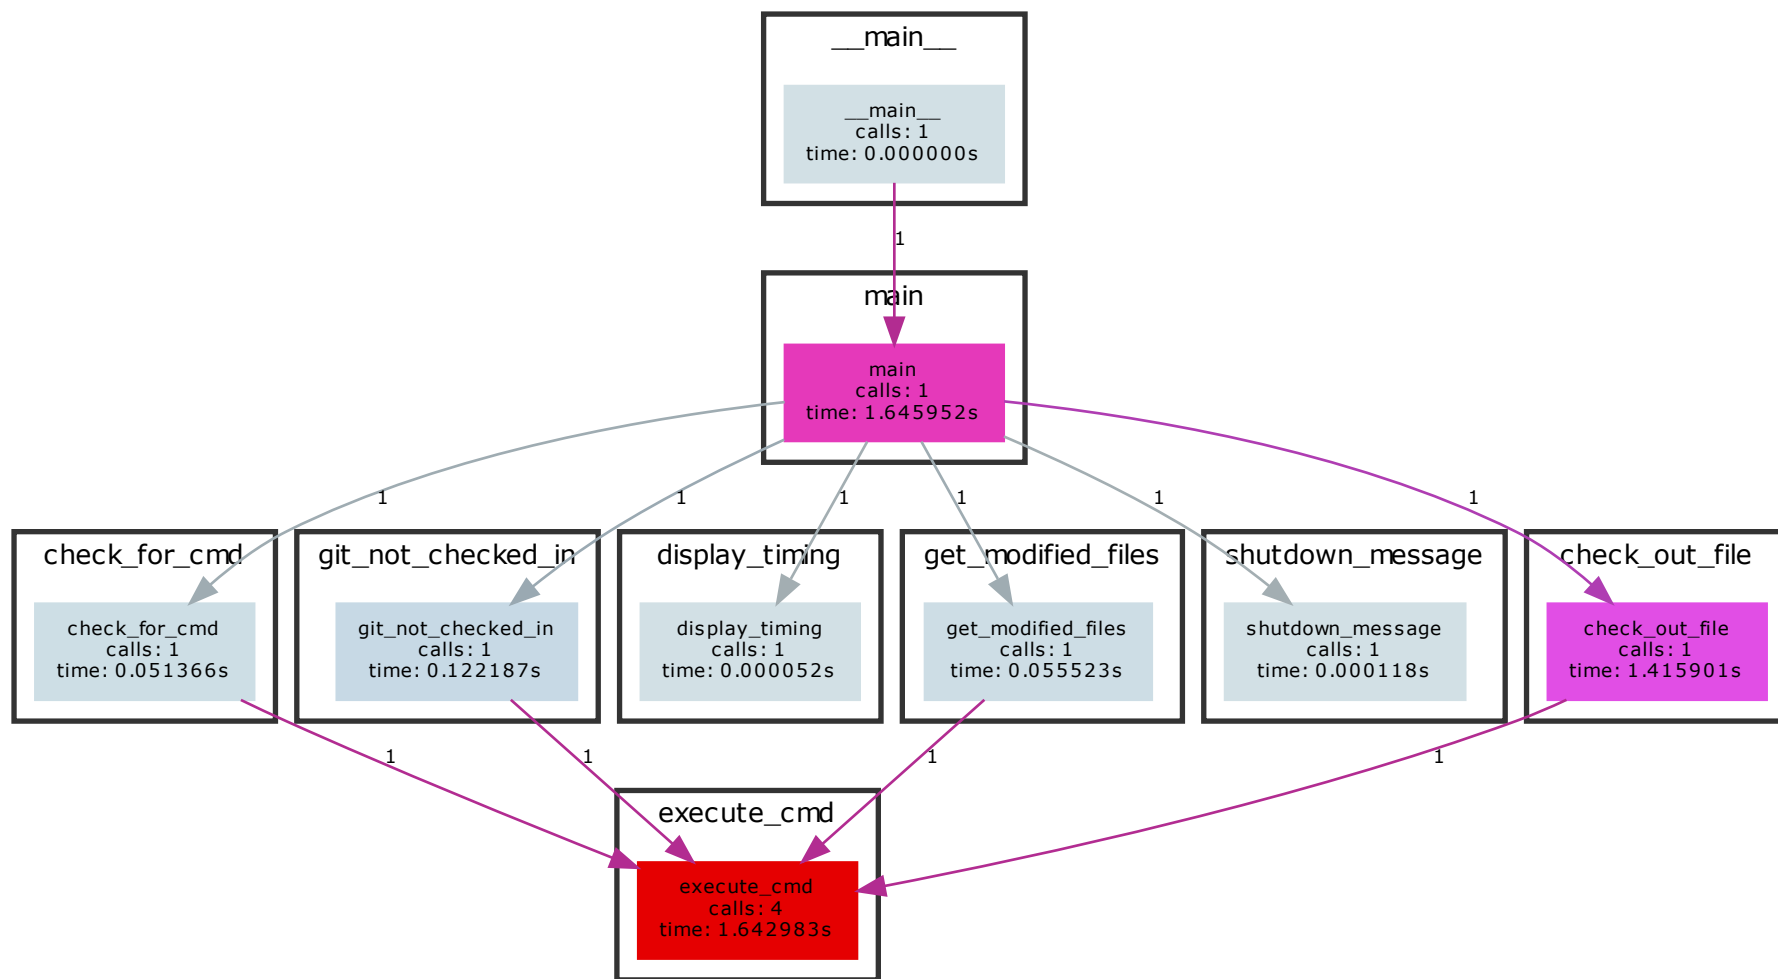 __main__
__main__
calls: 1
time: 0.000000s
1
main
main
calls: 1
time: 1.645952s
1
1
1
1
1
1
check_for_cmd
check_for_cmd
calls: 1
time: 0.051366s
git_not_checked_in
git_not_checked_in
calls: 1
time: 0.122187s
display_timing
display_timing
calls: 1
time: 0.000052s
get_modified_files
get_modified_files
calls: 1
time: 0.055523s
shutdown_message
shutdown_message
calls: 1
time: 0.000118s
check_out_file
check_out_file
calls: 1
time: 1.415901s
1
1
1
1
execute_cmd
execute_cmd
calls: 4
time: 1.642983s